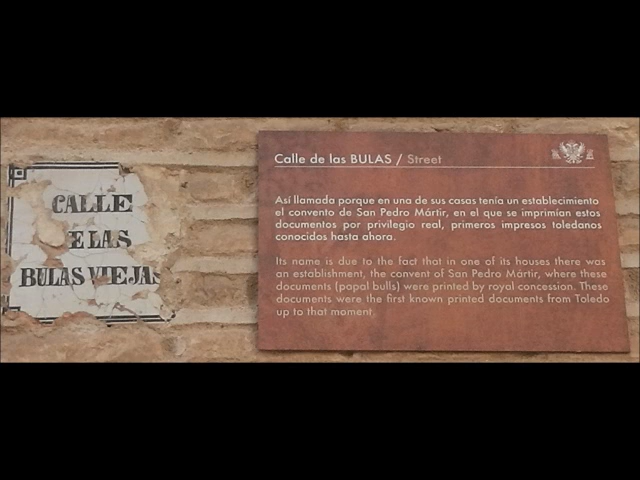 CALLE
E LAS
BULAS VIEJAS
Calle de las BULAS / Street
Así llamada porque en una de sus casas tenía un establecimiento
el convento de San Pedro Mártir, en el que se imprimían estos
documentos por privilegio real, primeros impresos toledanos
conocidos hasta ahora.
Its name is due to the fact that in one of its houses there was
an establishment, the convent of San Pedro Mártir, where these
documents (papal bulls) were printed by royal concession. These
documents were the first known printed documents from Toledo
up to that moment.